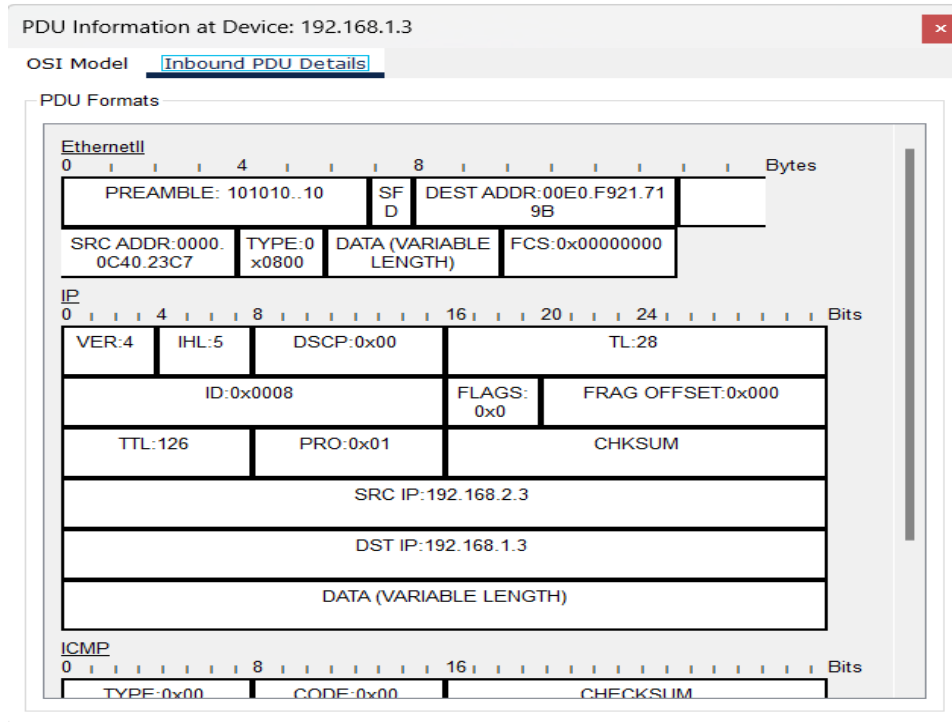 PDU Information at Device: 192.168.1.3
×
OSI Model Inbound PDU Details
PDU Formats
EthernetII
0 4 8 Bytes
PREAMBLE: 101010..10 SF DEST ADDR:00E0.F921.71
D 9B
SRC ADDR:0000. TYPE:0 DATA (VARIABLE FCS:0x00000000
0C40.23C7 x0800 LENGTH)
IP
0 4 8 16 20 24 Bits
VER:4 IHL:5 DSCP:0x00 TL:28
ID:0x0008 FLAGS: FRAG OFFSET:0x000
0x0
TTL:126 PRO:0x01 CHKSUM
SRC IP:192.168.2.3
DST IP:192.168.1.3
DATA (VARIABLE LENGTH)
ICMP
0 8 16 Bits
TYPE:0x00 CODE:0x00 CHECKSUM